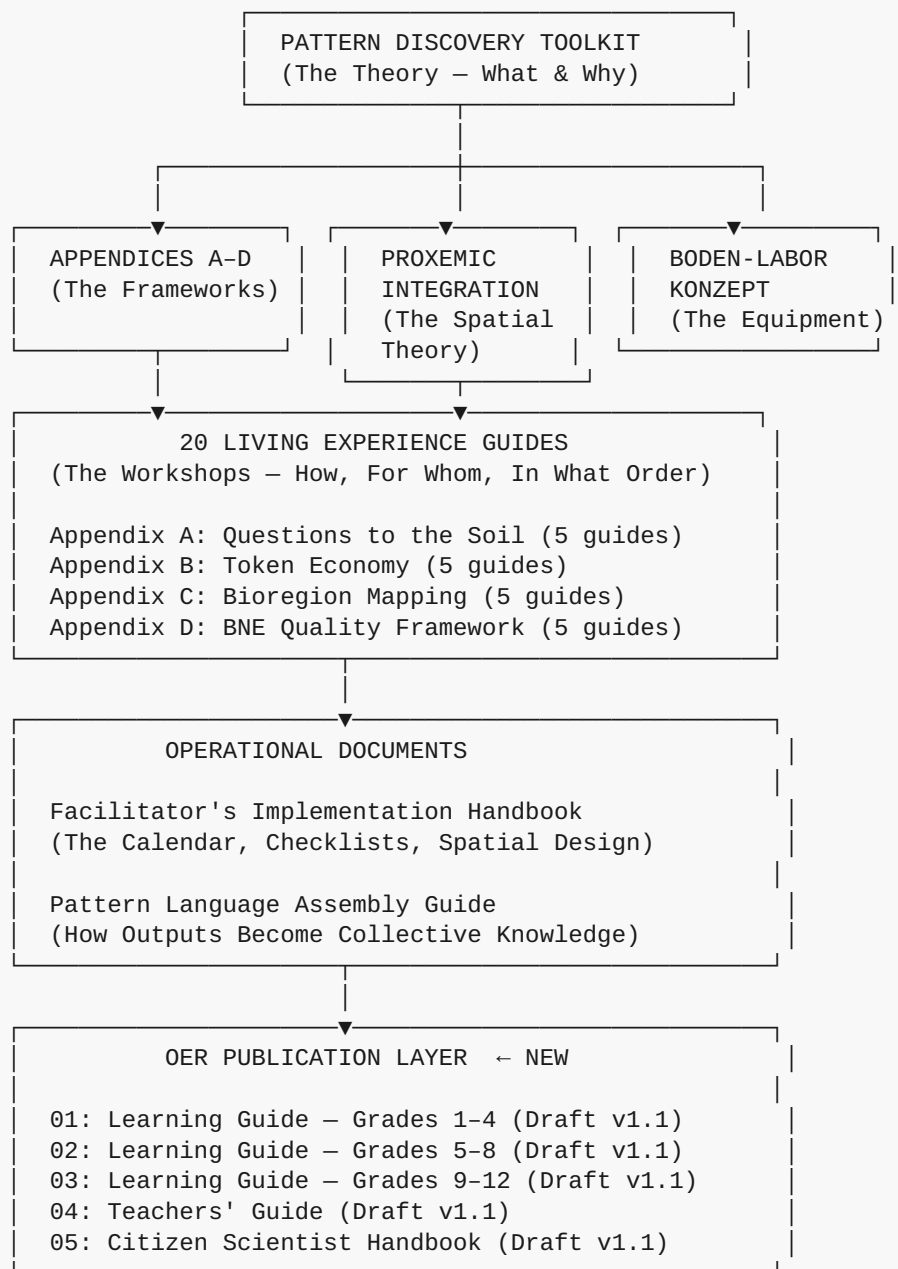 PATTERN DISCOVERY TOOLKIT
(The Theory — What & Why)
APPENDICES A–D
(The Frameworks)
PROXEMIC
INTEGRATION
(The Spatial
Theory)
BODEN-LABOR
KONZEPT
(The Equipment)
20 LIVING EXPERIENCE GUIDES
(The Workshops — How, For Whom, In What Order)
Appendix A: Questions to the Soil (5 guides)
Appendix B: Token Economy (5 guides)
Appendix C: Bioregion Mapping (5 guides)
Appendix D: BNE Quality Framework (5 guides)
OPERATIONAL DOCUMENTS
Facilitator's Implementation Handbook
(The Calendar, Checklists, Spatial Design)
Pattern Language Assembly Guide
(How Outputs Become Collective Knowledge)
OER PUBLICATION LAYER ← NEW
01: Learning Guide — Grades 1–4 (Draft v1.1)
02: Learning Guide — Grades 5–8 (Draft v1.1)
03: Learning Guide — Grades 9–12 (Draft v1.1)
04: Teachers' Guide (Draft v1.1)
05: Citizen Scientist Handbook (Draft v1.1)